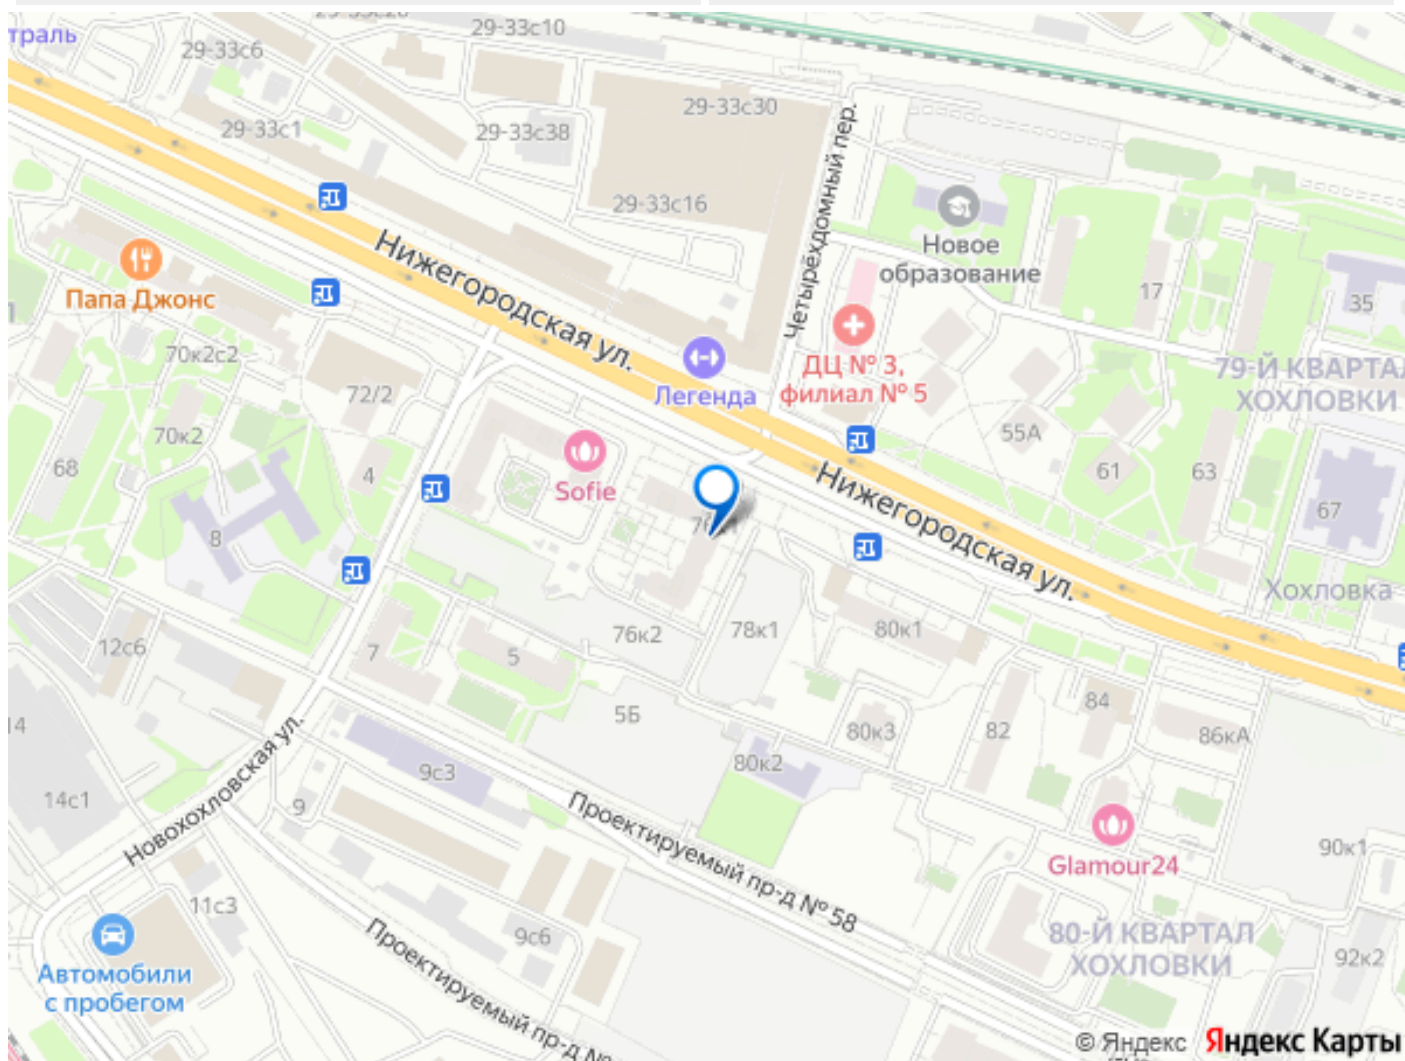 траль
29-33с6
29-33с10
29-33с30
29-33с1
29-33с38
29-33с16
Четырёхдомный пер.
Нижегородская ул.
Новое
образование
Папа Джонс
17
35
70к2с2
72/2
Легенда
ДЦ № 3,
филиал № 5
79-Й КВАРТАЛ
ХОХЛОВКИ
70к2
68
4
55А
61
63
67
Sofie
Нижегородская ул.
8
Хохловка
12с6
7
5
76к2
78к1
80к1
14
5Б
84
82
80к3
86кА
Новохохловская ул.
9с3
80к2
14с1
9
Проектируемый пр-д № 58
90к1
Glamour24
11с3
9с6
Проектируемый пр-д №
80-Й КВАРТАЛ
ХОХЛОВКИ
92к2
Автомобили
с пробегом
© Яндекс Яндекс Карты